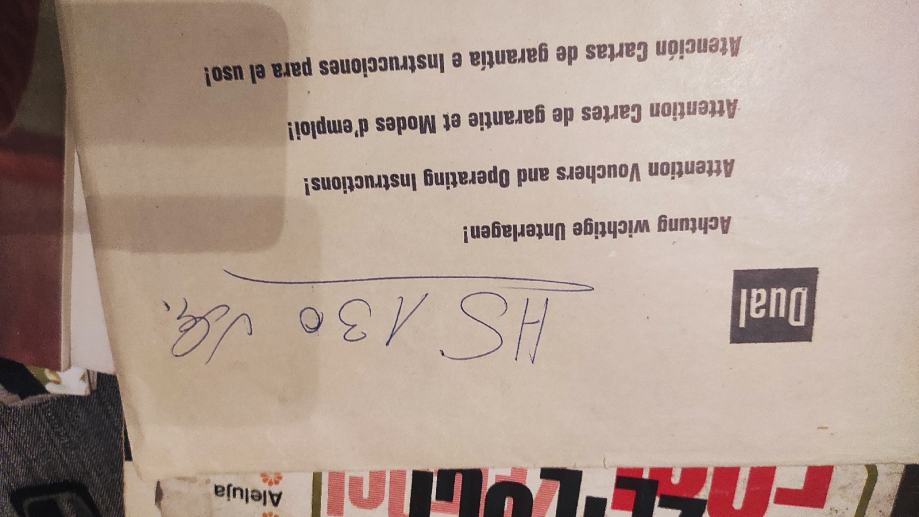 Dual
HS 130
Achtung wichtige Unterlagen!
Attention Vouchers and Operating Instructions!
Attention Cartes de garantie et Modes d'emploi!
Atención Cartas de garantía e Instrucciones para el uso!
Aleluja